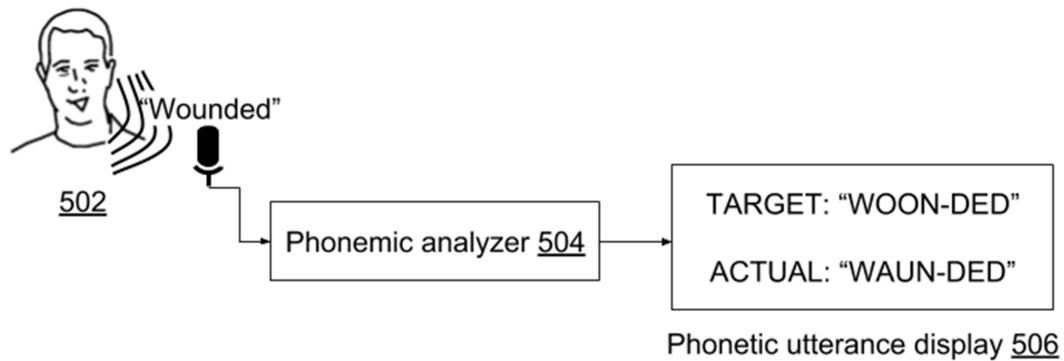 “Wounded”
502
Phonemic analyzer 504
TARGET: “WOON-DED”
ACTUAL: “WAUN-DED”
Phonetic utterance display 506